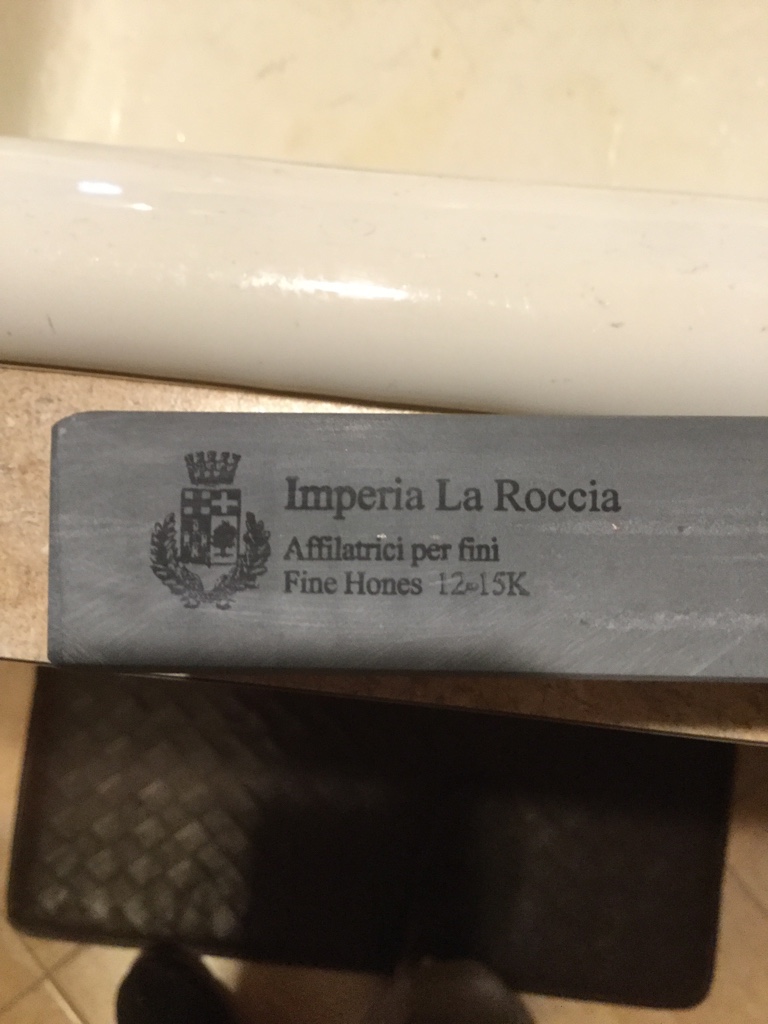 Imperia La Roccia
Affilatrici per fini
Fine Hones 12-15K